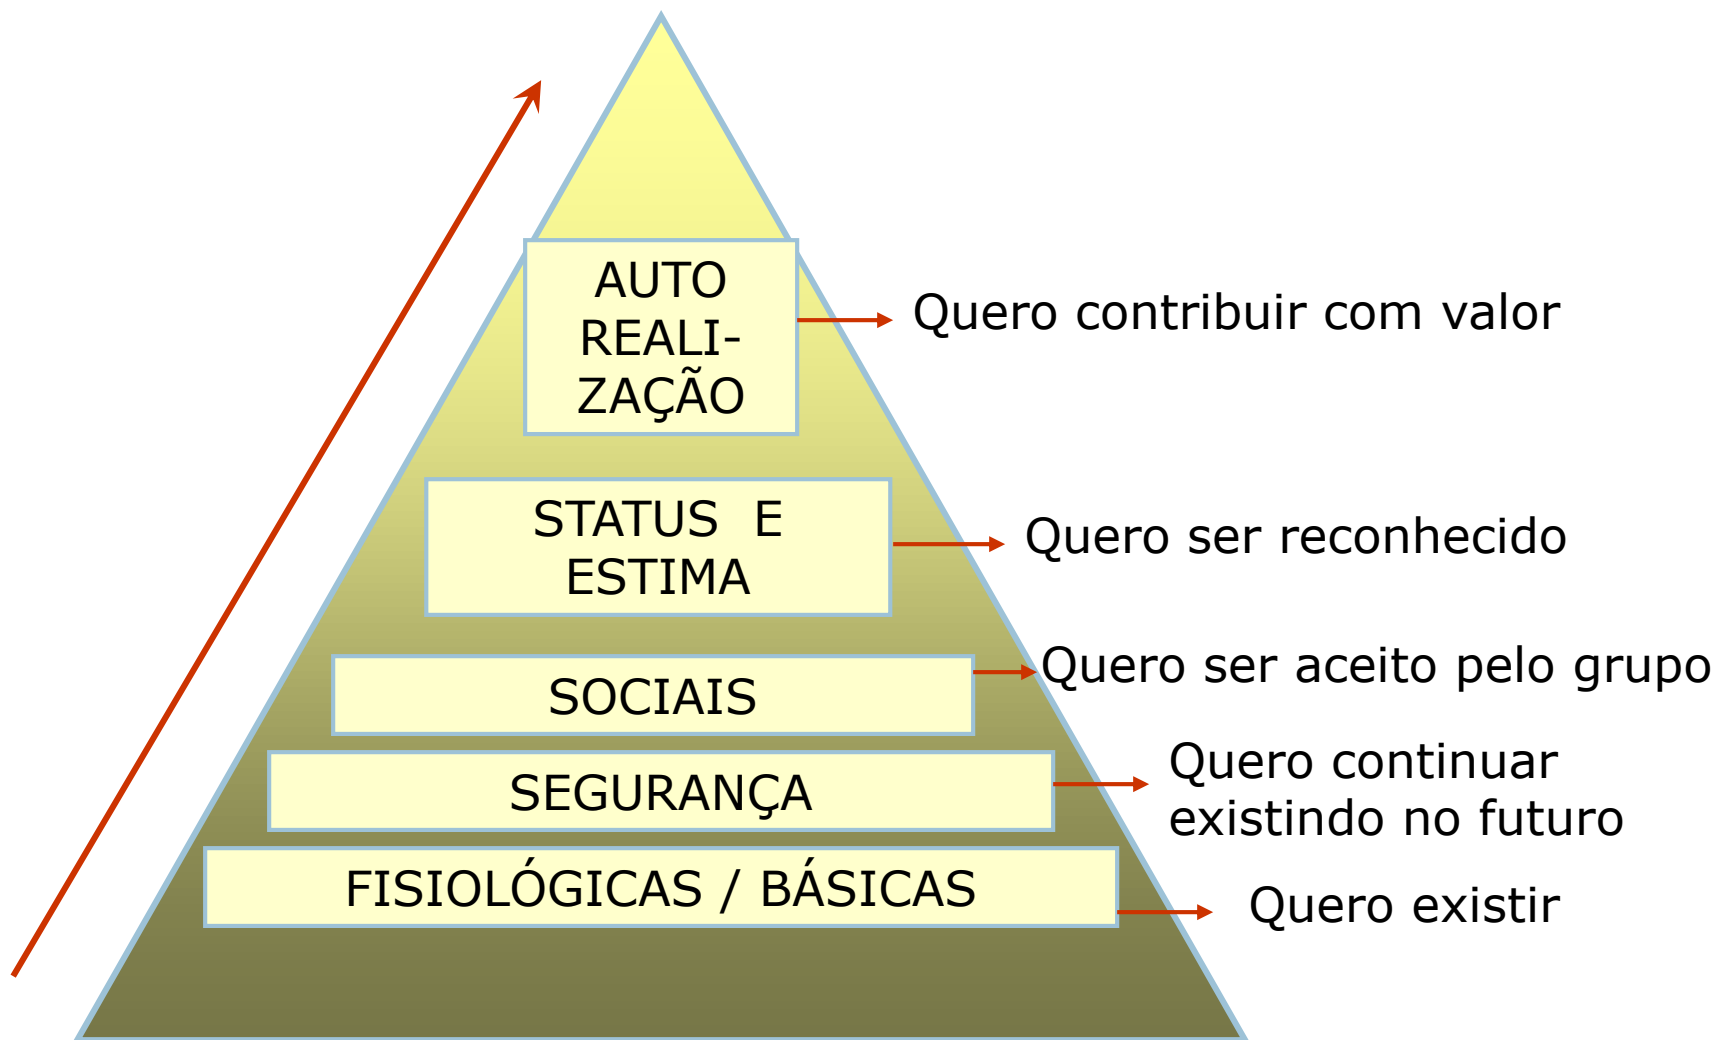 AUTO
REALI-
ZAÇÃO
Quero contribuir com valor
STATUS E
ESTIMA
Quero ser reconhecido
SOCIAIS
Quero ser aceito pelo grupo
SEGURANÇA
Quero continuar
existindo no futuro
FISIOLÓGICAS / BÁSICAS
Quero existir